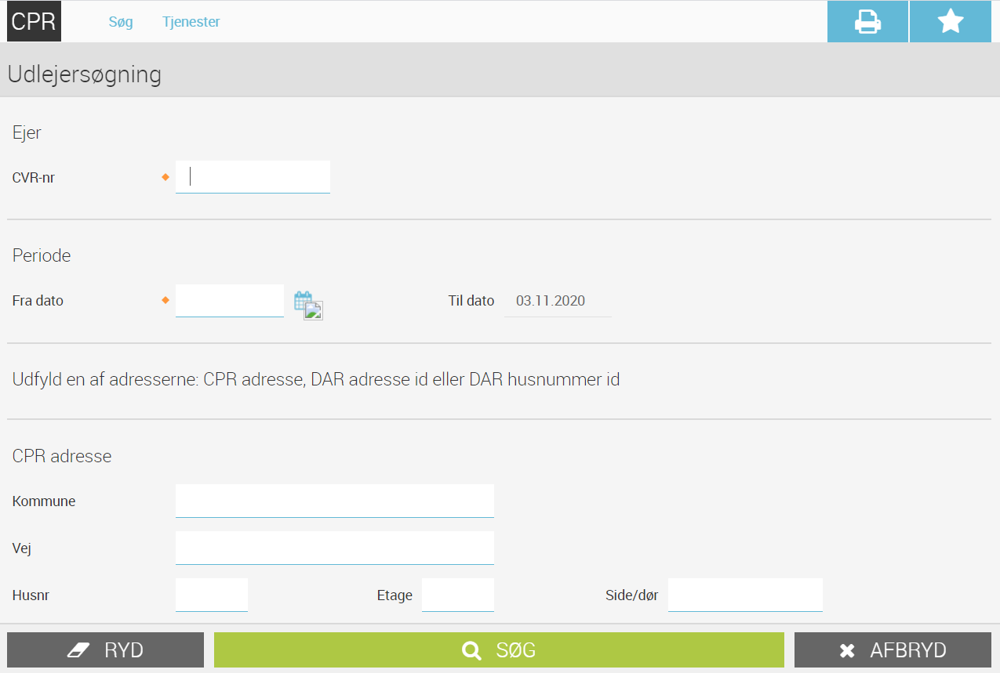 CPR Søg Tjenester
Udlejersøgning
Ejer
CVR-nr
Periode
Fra dato Til dato 03.11.2020
Udfyld en af adresserne: CPR adresse, DAR adresse id eller DAR husnummer id
CPR adresse
Kommune
Vej
Husnr Etage Side/dør
RYD SØG AFBRYD